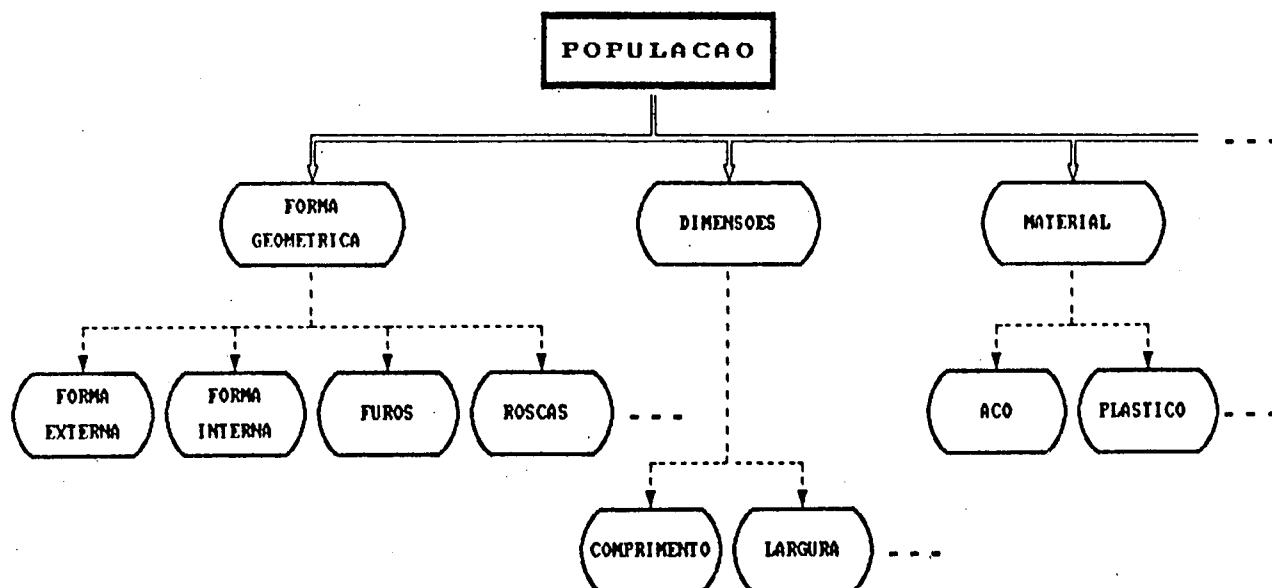 POPULACAO
FORMA
GEOMETRICA
DIMENSOES
MATERIAL
FORMA
EXTERNA
FORMA
INTERNA
FUROS
ROSCAS
ACO
PLASTICO
COMPRIMENTO
LARGURA